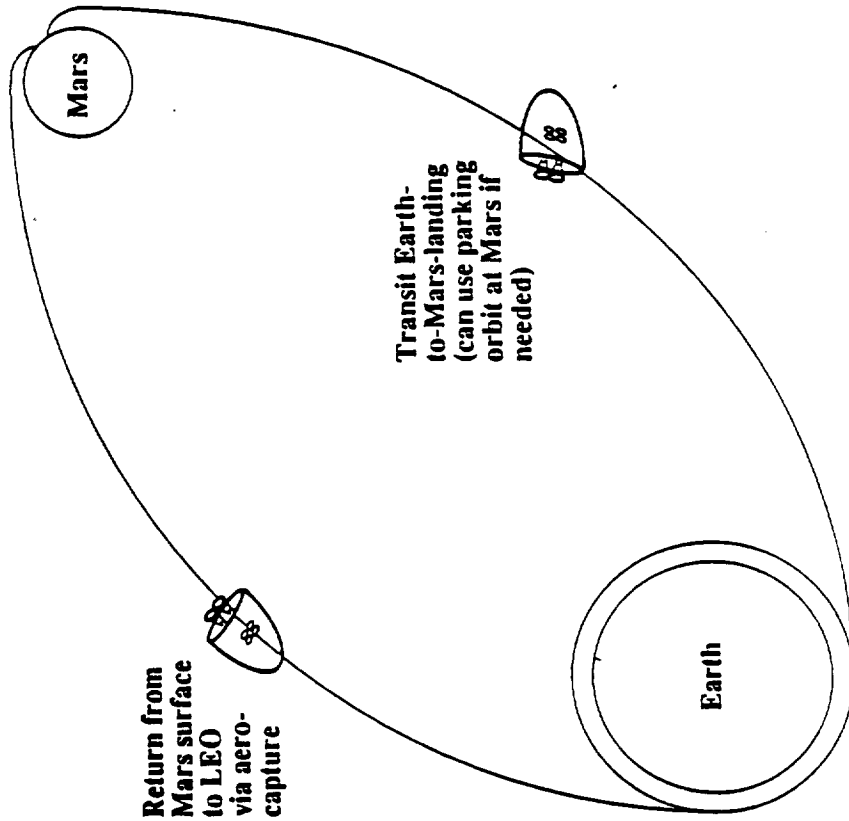 Mars
Transit Earth-
to-Mars-landing
(can use parking
orbit at Mars if
needed)
Return from
Mars surface
to LEO
via aero-
capture
Earth